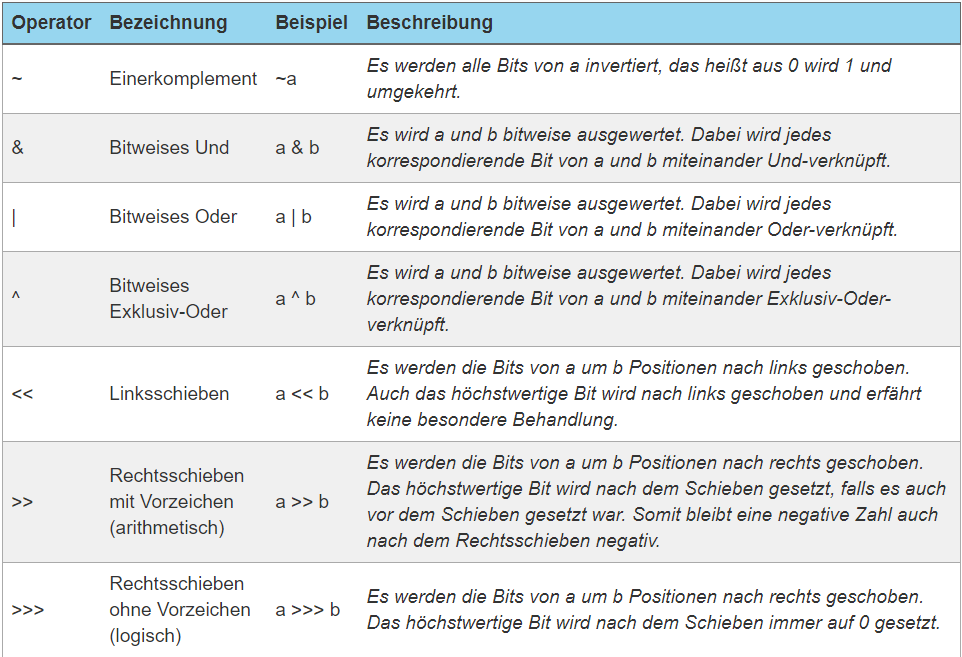 Operator Bezeichnung Beispiel Beschreibung
~ Einerkomplement ~a Es werden alle Bits von a invertiert, das heißt aus 0 wird 1 und
umgekehrt.
& Bitweises Und a & b Es wird a und b bitweise ausgewertet. Dabei wird jedes
korrespondierende Bit von a und b miteinander Und-verknüpft.
| Bitweises Oder a | b Es wird a und b bitweise ausgewertet. Dabei wird jedes
korrespondierende Bit von a und b miteinander Oder-verknüpft.
^ Bitweises
Exklusiv-Oder a ^ b Es wird a und b bitweise ausgewertet. Dabei wird jedes
korrespondierende Bit von a und b miteinander Exklusiv-Oder-
verknüpft.
<< Linksschieben a << b Es werden die Bits von a um b Positionen nach links geschoben.
Auch das höchstwertige Bit wird nach links geschoben und erfährt
keine besondere Behandlung.
>> Rechtsschieben
mit Vorzeichen
(arithmetisch) a >> b Es werden die Bits von a um b Positionen nach rechts geschoben.
Das höchstwertige Bit wird nach dem Schieben gesetzt, falls es auch
vor dem Schieben gesetzt war. Somit bleibt eine negative Zahl auch
nach dem Rechtsschieben negativ.
>>> Rechtsschieben
ohne Vorzeichen
(logisch) a >>> b Es werden die Bits von a um b Positionen nach rechts geschoben.
Das höchstwertige Bit wird nach dem Schieben immer auf 0 gesetzt.